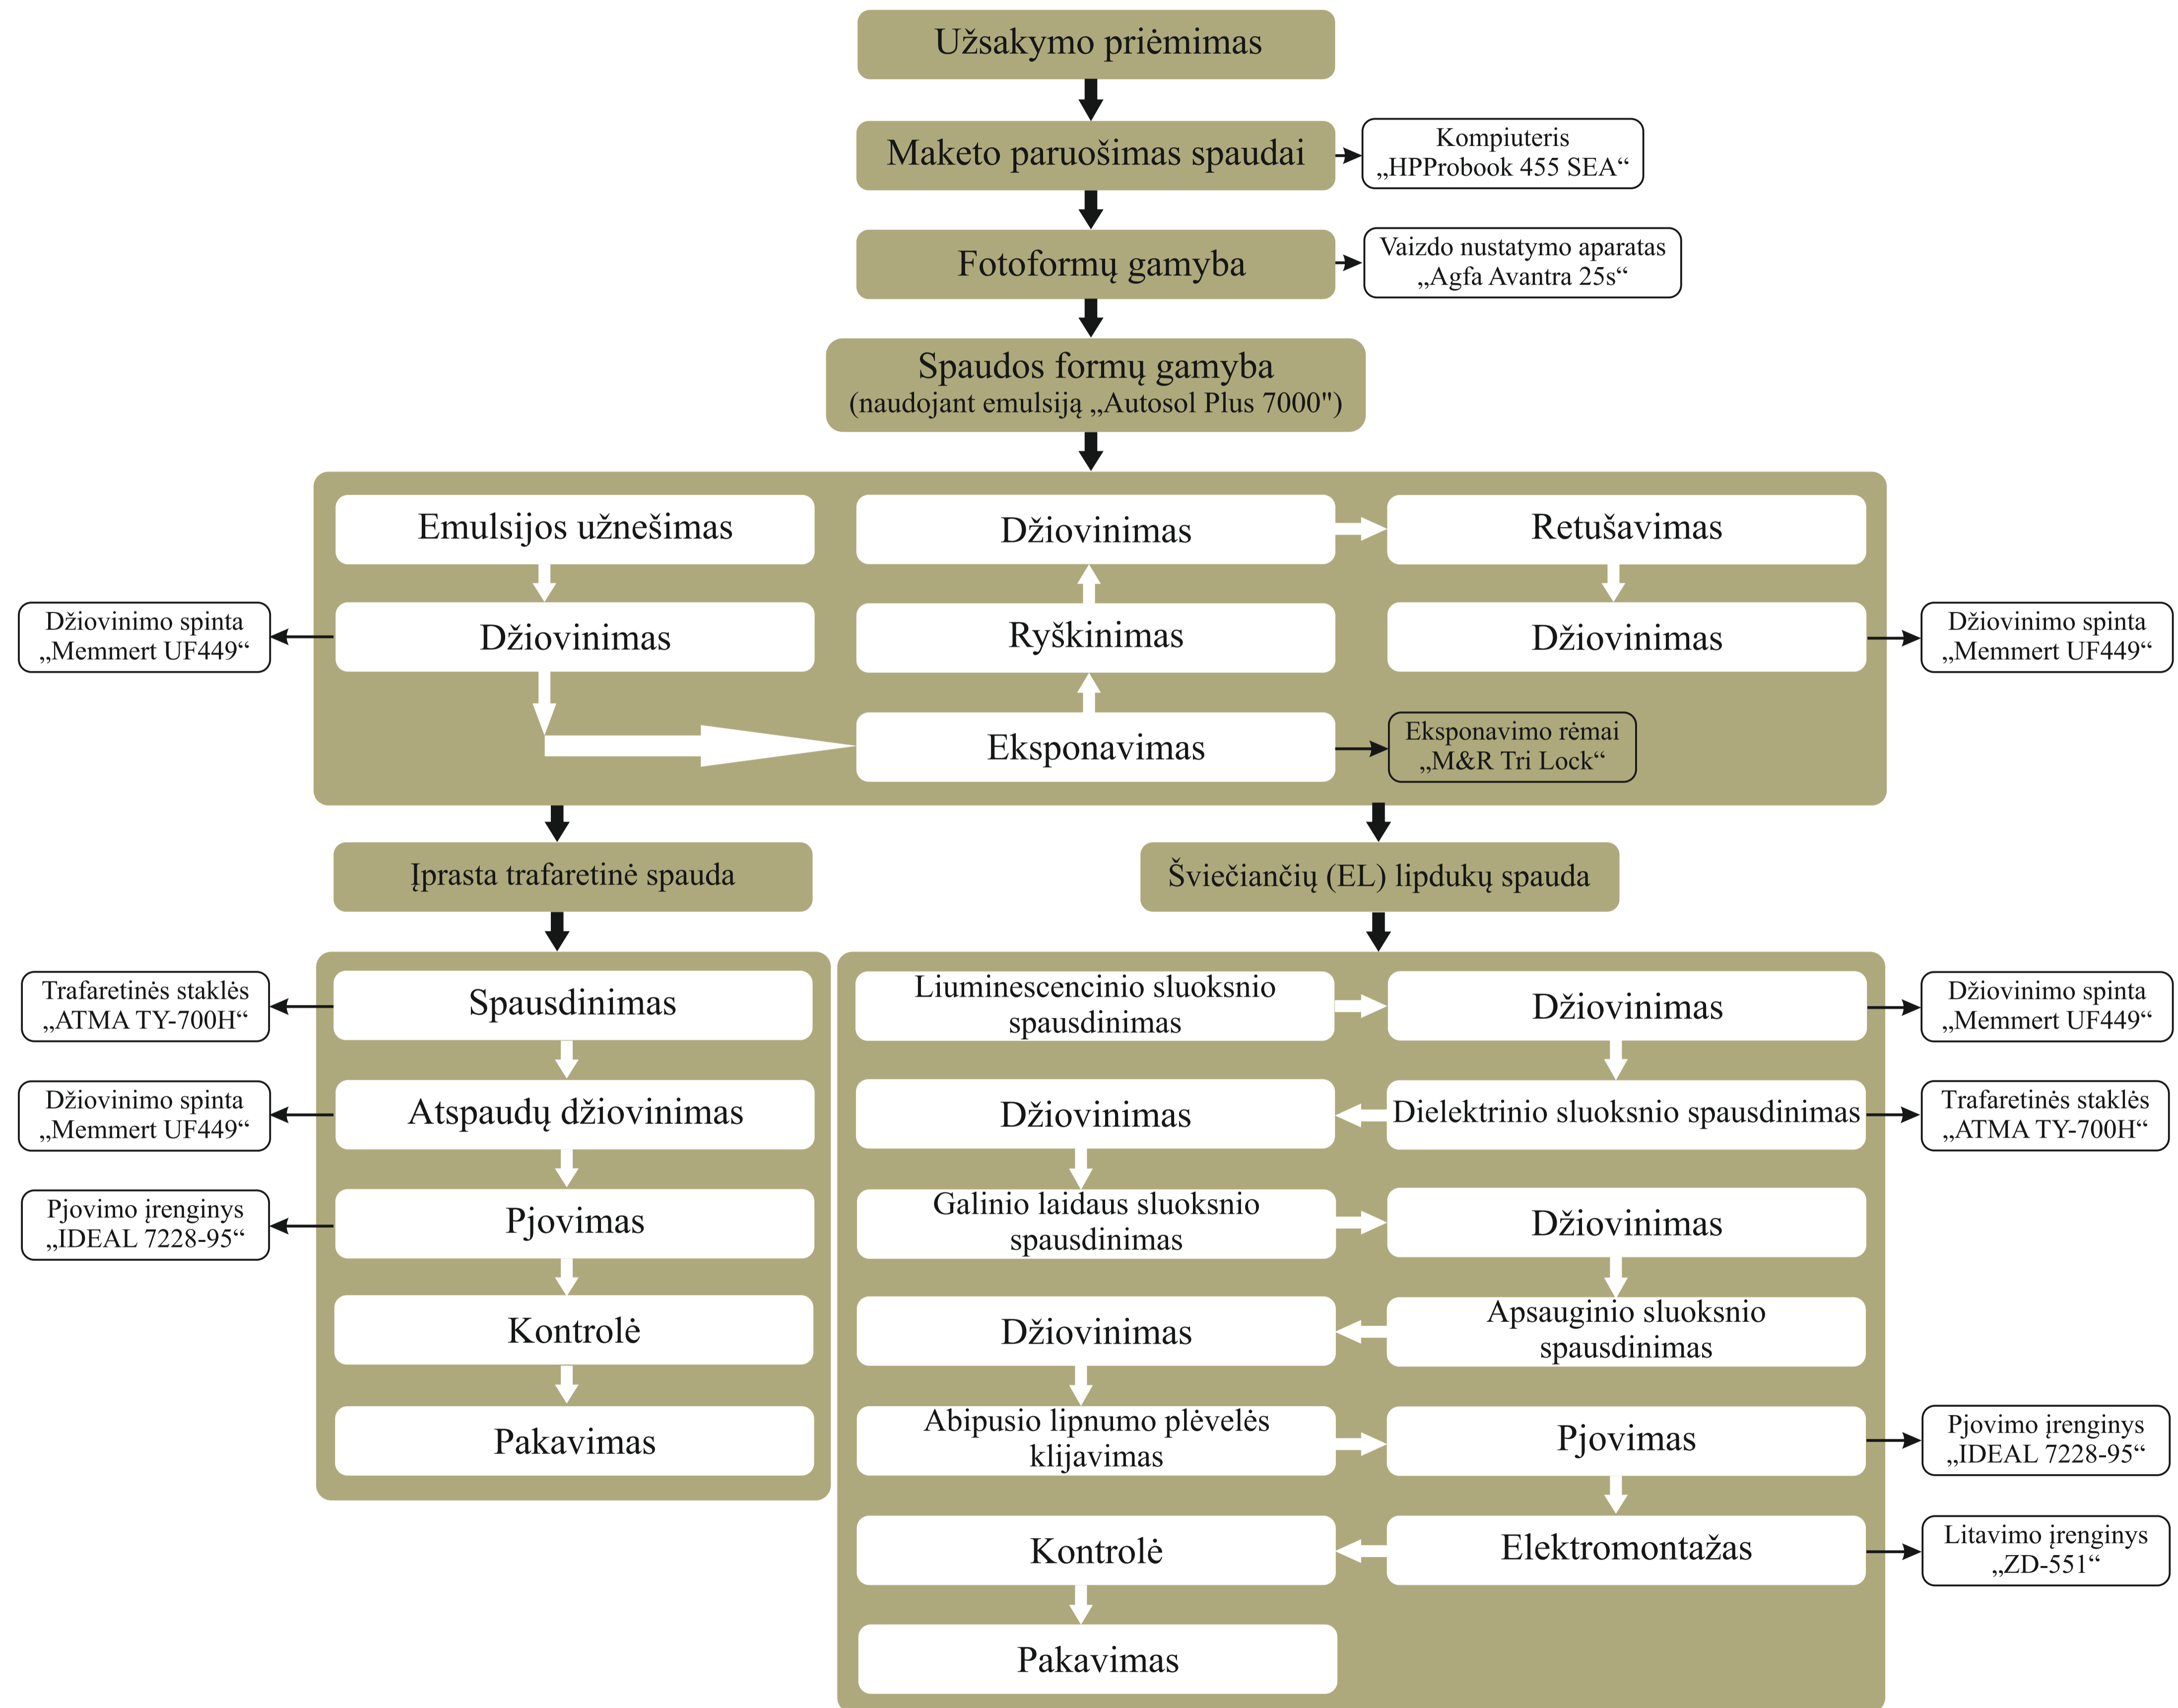 Užsakymo priėmimas
Maketo paruošimas spaudai
Kompiuteris
„HPProbook 455 SEA“
Fotoformų gamyba
Vaizdo nustatymo aparatas
„Agfa Avantra 25s“
Spaudos formų gamyba
(naudojant emulsiją „Autosol Plus 7000")
Emulsijos užnešimas
Džiovinimas
Retušavimas
Džiovinimo spinta
„Memmert UF449“
Džiovinimas
Ryškinimas
Džiovinimas
Džiovinimo spinta
„Memmert UF449“
Eksponavimas
Eksponavimo rėmai
„M&R Tri Lock“
Įprasta trafaretinė spauda
Šviečiančių (EL) lipdukų spauda
Trafaretinės staklės
„ATMA TY-700H“
Spausdinimas
Džiovinimo spinta
„Memmert UF449“
Atspaudų džiovinimas
Pjovimo įrenginys
„IDEAL 7228-95“
Pjovimas
Kontrolė
Pakavimas
Liuminescencinio sluoksnio
spausdinimas
Džiovinimas
Džiovinimo spinta
„Memmert UF449“
Džiovinimas
Dielektrinio sluoksnio spausdinimas
Trafaretinės staklės
„ATMA TY-700H“
Galinio laidaus sluoksnio
spausdinimas
Džiovinimas
Džiovinimas
Apsauginio sluoksnio
spausdinimas
Abipusio lipnumo plėvelės
klijavimas
Pjovimas
Pjovimo įrenginys
„IDEAL 7228-95“
Kontrolė
Elektromontažas
Litavimo įrenginys
„ZD-551“
Pakavimas